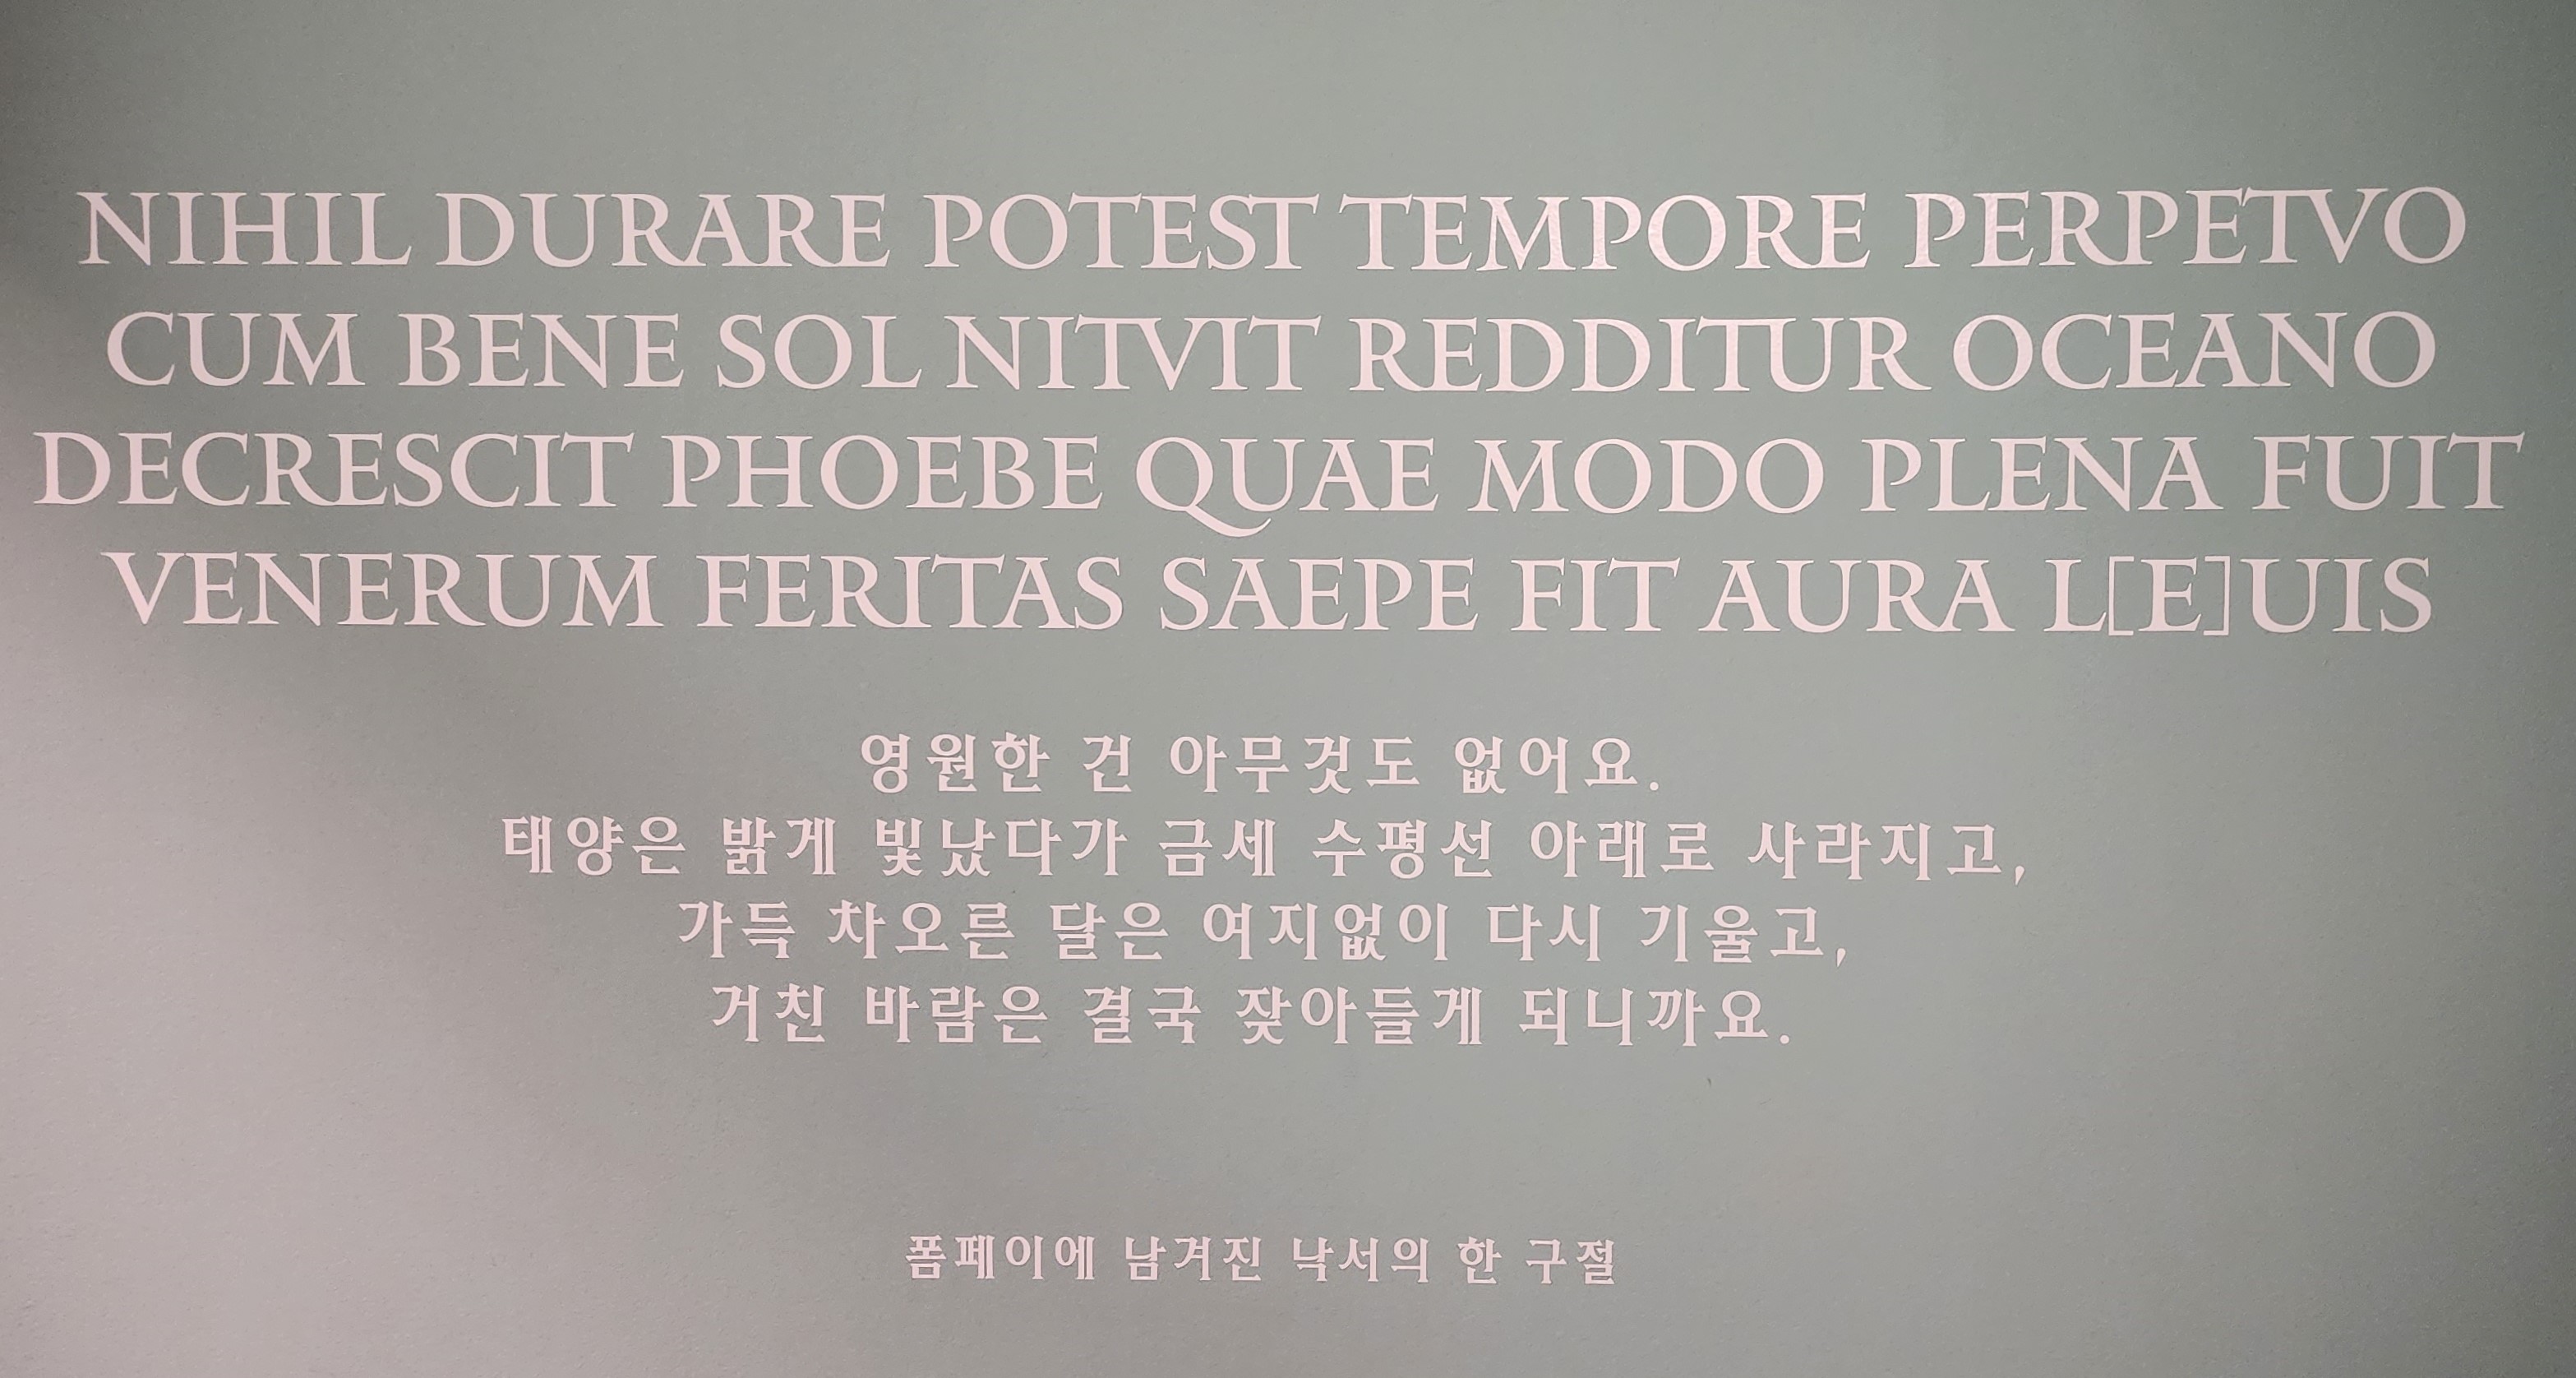 NIHIL DURARE POTEST TEMPORE PERPETVO
CUM BENE SOL NITVIT REDDITUR OCEANO
DECRESCIT PHOEBE QUAE MODO PLENA FUIT
VENERUM FERITAS SAEPE FIT AURA L[E]UIS
영원한 건 아무것도 없어요.
태양은 밝게 빛났다가 금세 수평선 아래로 사라지고,
가득 차오른 달은 여지없이 다시 기울고,
거친 바람은 결국 잦아들게 되니까요.
폼페이에 남겨진 낙서의 한 구절